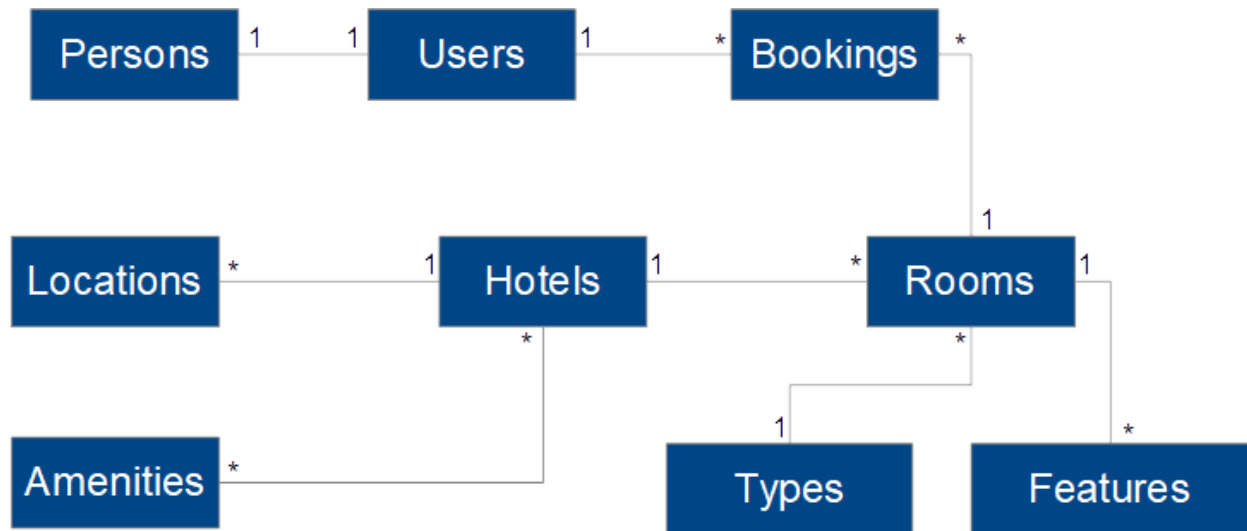 Persons 1 1 Users 1 * Bookings *
1
Locations * 1 Hotels 1 * Rooms 1
* *
1 *
Amenities * Types Features